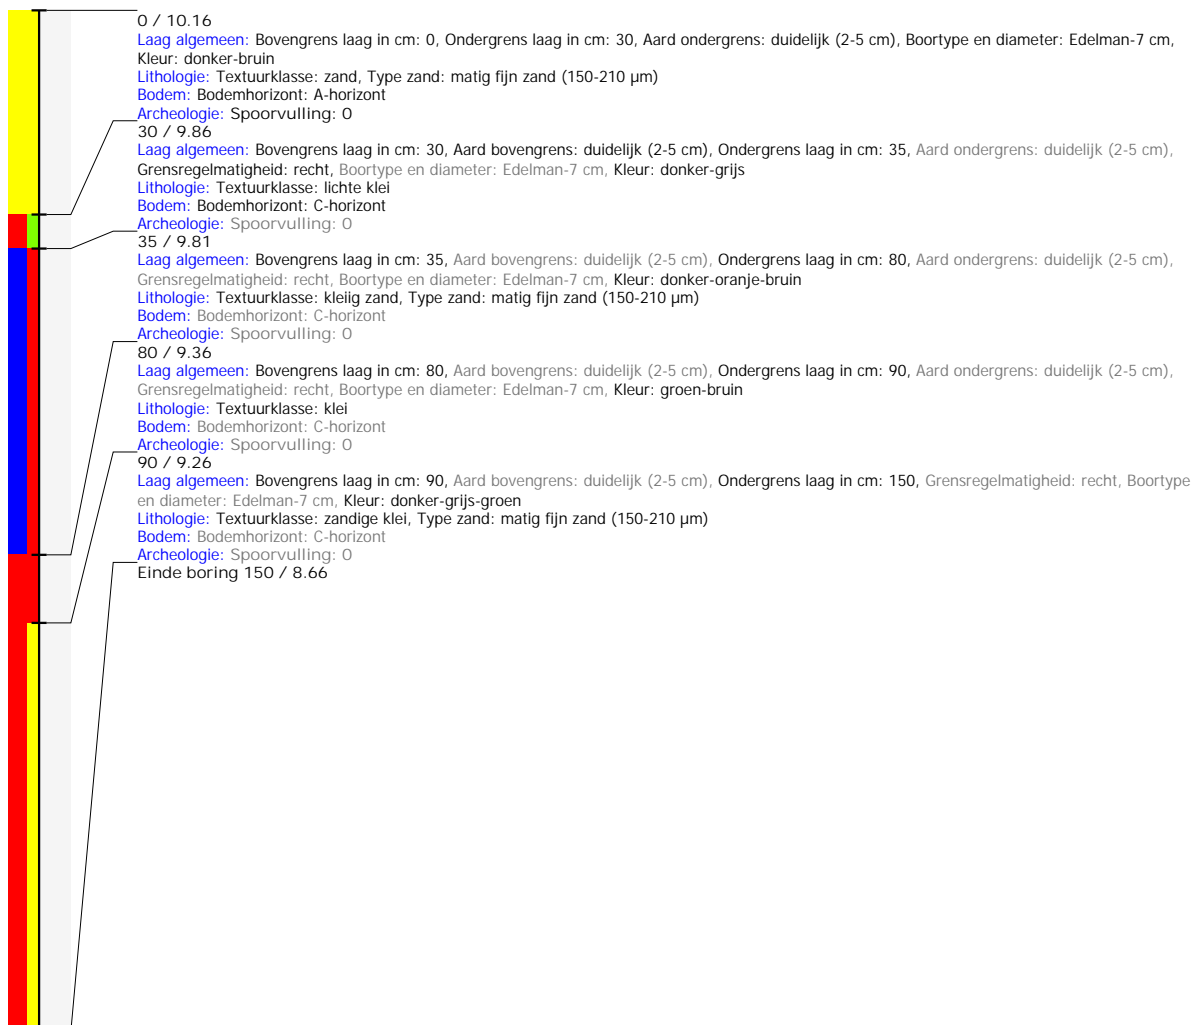 0 / 10.16
Laag algemeen: Bovengrens laag in cm: 0, Ondergrens laag in cm: 30, Aard ondergrens: duidelijk (2-5 cm), Boortype en diameter: Edelman-7 cm,
Kleur: donker-bruin
Lithologie: Textuurklasse: zand, Type zand: matig fijn zand (150-210 µm)
Bodem: Bodemhorizont: A-horizont
Archeologie: Spoorvulling: 0
30 / 9.86
Laag algemeen: Bovengrens laag in cm: 30, Aard bovengrens: duidelijk (2-5 cm), Ondergrens laag in cm: 35, Aard ondergrens: duidelijk (2-5 cm),
Grensregelmatigheid: recht, Boortype en diameter: Edelman-7 cm, Kleur: donker-grijs
Lithologie: Textuurklasse: lichte klei
Bodem: Bodemhorizont: C-horizont
Archeologie: Spoorvulling: 0
35 / 9.81
Laag algemeen: Bovengrens laag in cm: 35, Aard bovengrens: duidelijk (2-5 cm), Ondergrens laag in cm: 80, Aard ondergrens: duidelijk (2-5 cm),
Grensregelmatigheid: recht, Boortype en diameter: Edelman-7 cm, Kleur: donker-oranje-bruin
Lithologie: Textuurklasse: kleiig zand, Type zand: matig fijn zand (150-210 µm)
Bodem: Bodemhorizont: C-horizont
Archeologie: Spoorvulling: 0
80 / 9.36
Laag algemeen: Bovengrens laag in cm: 80, Aard bovengrens: duidelijk (2-5 cm), Ondergrens laag in cm: 90, Aard ondergrens: duidelijk (2-5 cm),
Grensregelmatigheid: recht, Boortype en diameter: Edelman-7 cm, Kleur: groen-bruin
Lithologie: Textuurklasse: klei
Bodem: Bodemhorizont: C-horizont
Archeologie: Spoorvulling: 0
90 / 9.26
Laag algemeen: Bovengrens laag in cm: 90, Aard bovengrens: duidelijk (2-5 cm), Ondergrens laag in cm: 150, Grensregelmatigheid: recht, Boortype
en diameter: Edelman-7 cm, Kleur: donker-grijs-groen
Lithologie: Textuurklasse: zandige klei, Type zand: matig fijn zand (150-210 µm)
Bodem: Bodemhorizont: C-horizont
Archeologie: Spoorvulling: 0
Einde boring 150 / 8.66